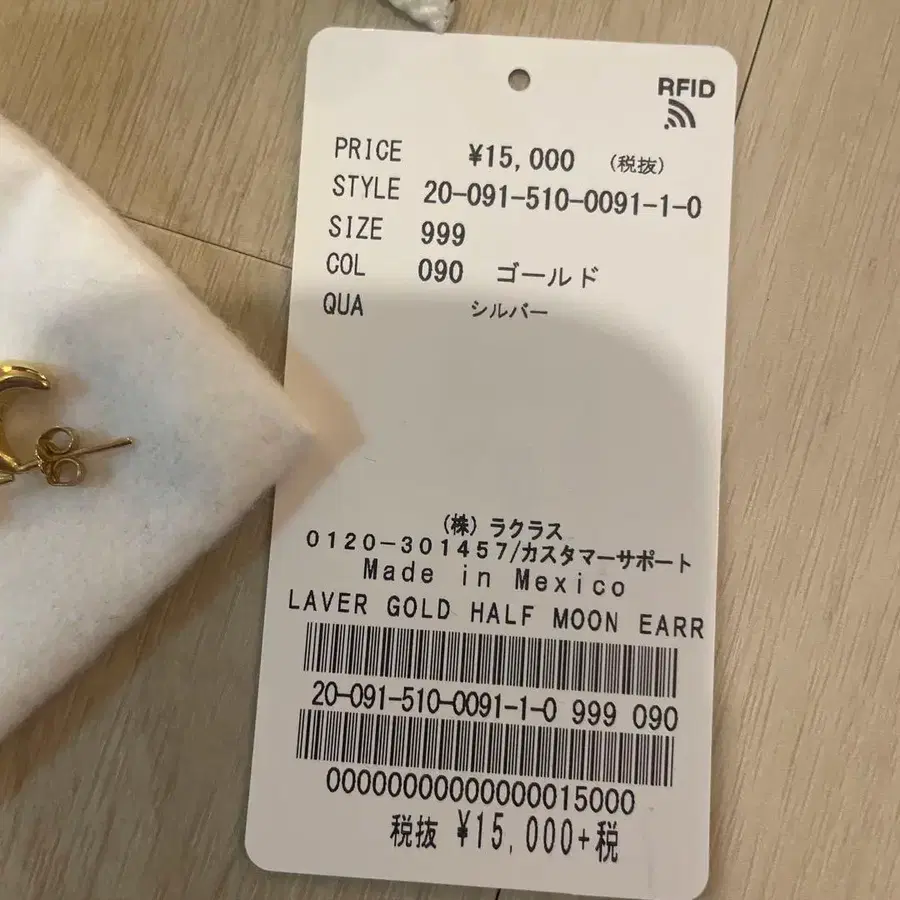 RFID
PRICE ¥15,000 (税抜)
STYLE 20-091-510-0091-1-0
SIZE 999
COL 090 ゴールド
QUA シルバー
(株)ラクラス
0120-301457/カスタマーサポート
Made in Mexico
LAVER GOLD HALF MOON EARR
20-091-510-0091-1-0 999 090
000000000000000015000
税抜 ¥15,000+税